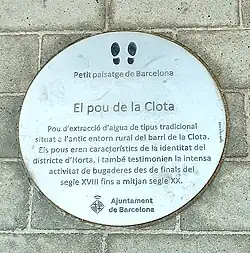 Petit paisatge de Barcelona
El pou de la Clota
Pou d'extracció d'aigua de tipus tradicional
situat a l'antic entorn rural del barri de la Clota.
Els pous eren característics de la identitat del
districte d'Horta, i també testimonien la intensa
activitat de bugaderes des de finals del
segle XVIII fins a mitjan segle XX.
Ajuntament
de Barcelona